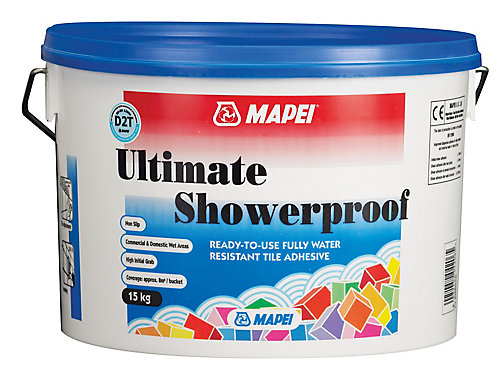 MAPEI
D2T
Ultimate
Showerproof
READY-TO-USE FULLY WATER
RESISTANT TILE ADHESIVE
Non Slip
Commercial & Domestic Wet Areas
High Initial Grab
Coverage: approx. 8m² / bucket
15 kg
MAPEI
CE